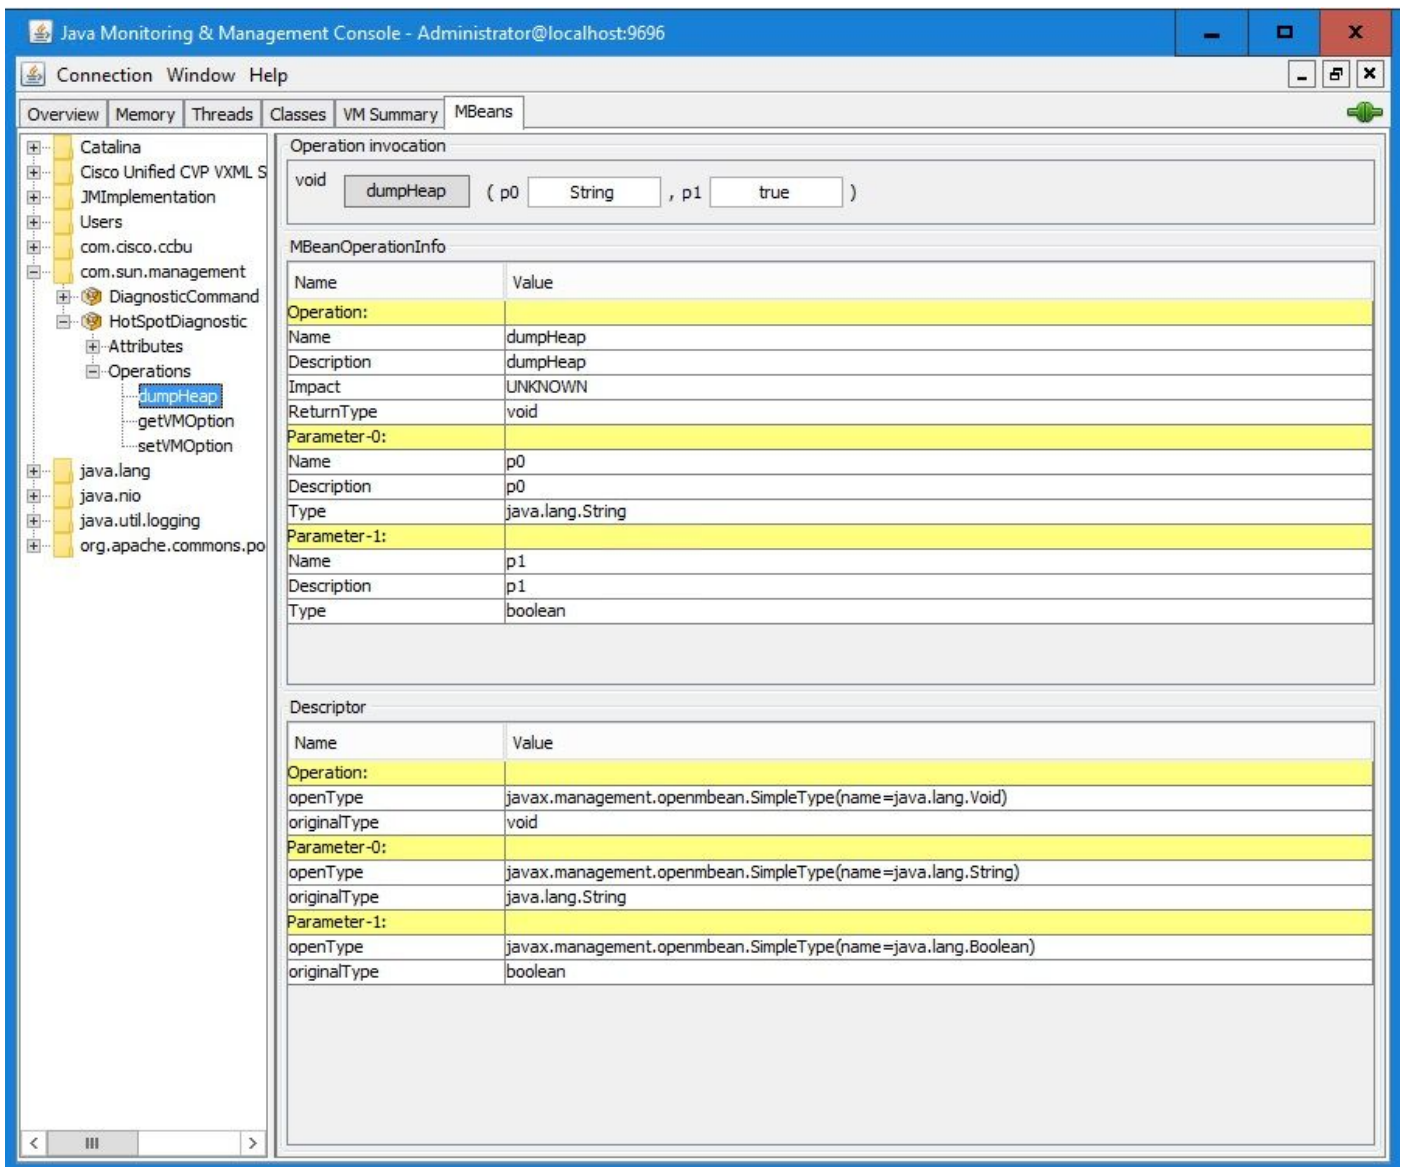 Java Monitoring & Management Console - Administrator@localhost:9696
Connection Window Help
Overview Memory Threads Classes VM Summary MBeans
Catalina
Cisco Unified CVP VXML S
JMImplementation
Users
com.cisco.ccbu
com.sun.management
DiagnosticCommand
HotSpotDiagnostic
Attributes
Operations
dumpHeap
getVMOption
setVMOption
java.lang
java.nio
java.util.logging
org.apache.commons.po
Operation invocation
void dumpHeap ( p0 String , p1 true )
MBeanOperationInfo
Name Value
Operation:
Name dumpHeap
Description dumpHeap
Impact UNKNOWN
ReturnType void
Parameter-0:
Name p0
Description p0
Type java.lang.String
Parameter-1:
Name p1
Description p1
Type boolean
Descriptor
Name Value
Operation:
openType javax.management.openmbean.SimpleType(name=java.lang.Void)
originalType void
Parameter-0:
openType javax.management.openmbean.SimpleType(name=java.lang.String)
originalType java.lang.String
Parameter-1:
openType javax.management.openmbean.SimpleType(name=java.lang.Boolean)
originalType boolean